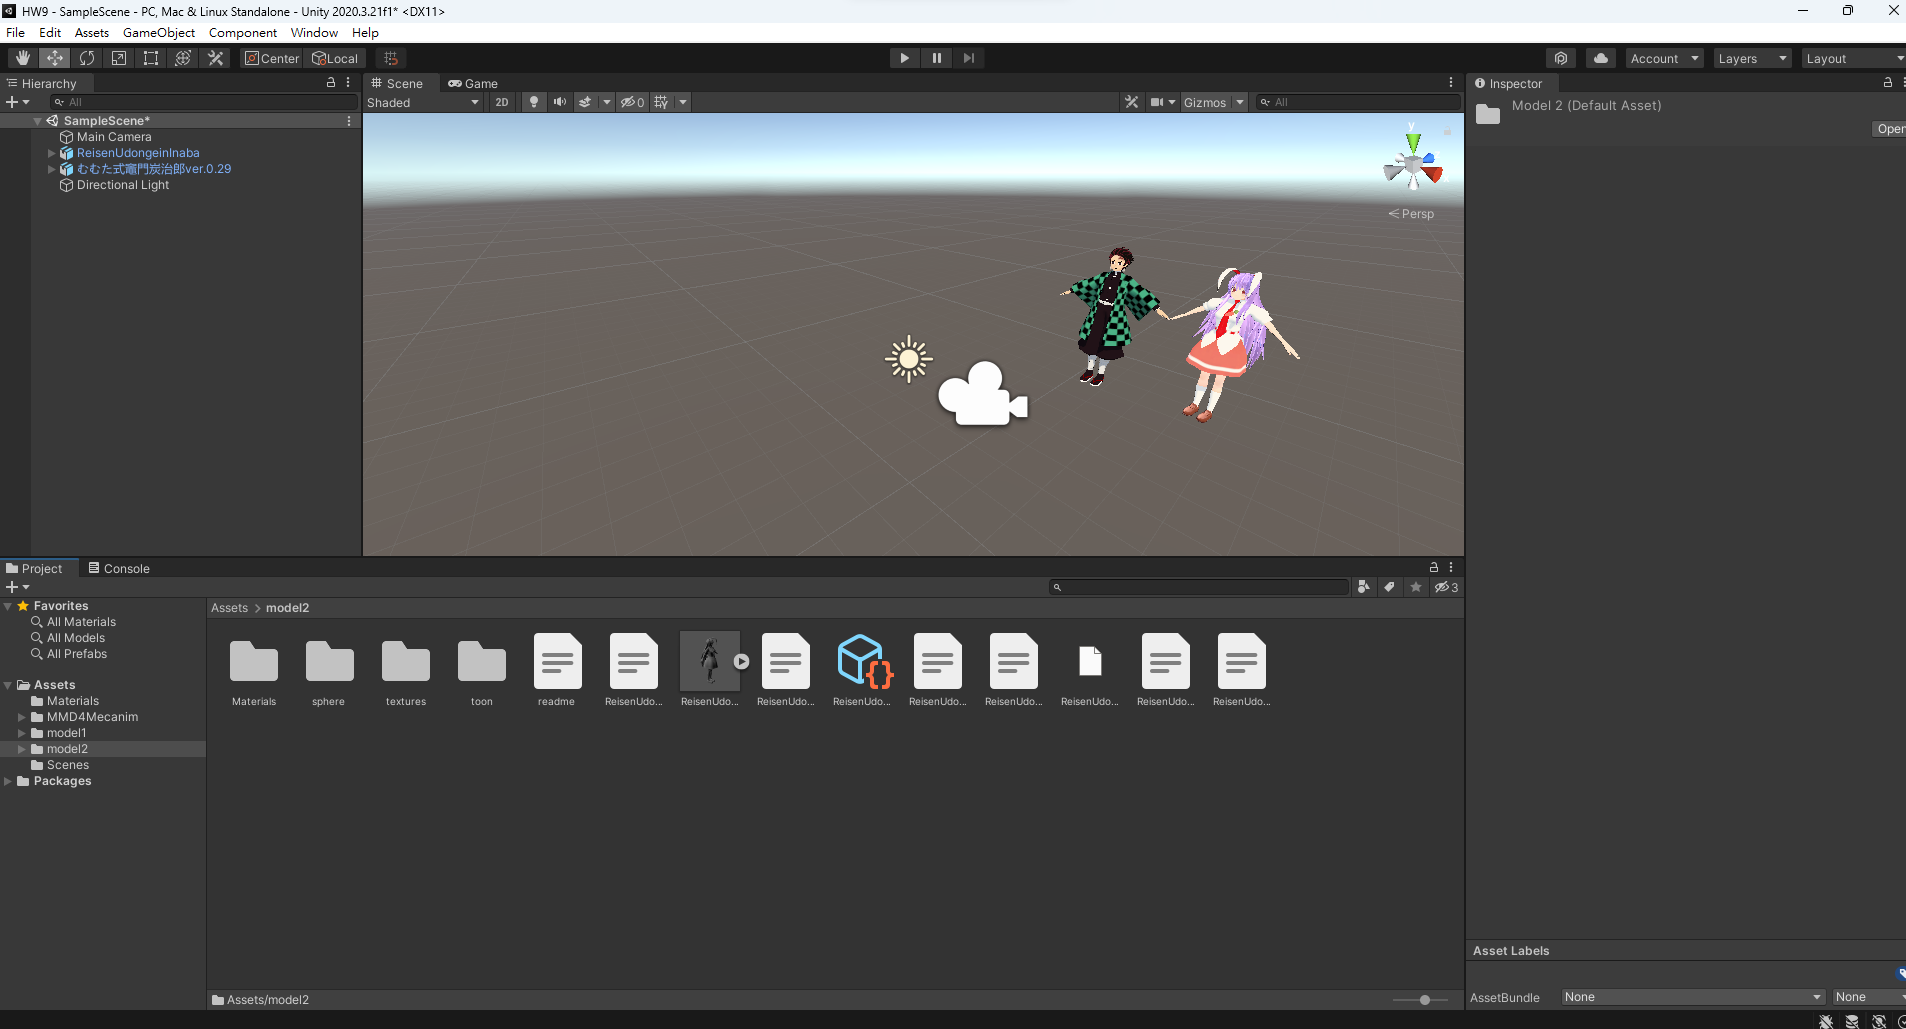 HW9 - SampleScene - PC, Mac & Linux Standalone - Unity 2020.3.21f1* <DX11>
File Edit Assets GameObject Component Window Help
Center Local Account Layers Layout
Hierarchy
All
SampleScene*
Main Camera
ReisenUdongeinInaba
むむた式竈門炭治郎ver.0.29
Directional Light
Scene Game
Shaded 2D 0 Gizmos All
y
Persp
Inspector
Model 2 (Default Asset)
Open
Project Console
3
Favorites
All Materials
All Models
All Prefabs
Assets
Materials
MMD4Mecanim
model1
model2
Scenes
Packages
Assets > model2
Materials sphere textures toon readme ReisenUdo... ReisenUdo... ReisenUdo... ReisenUdo... ReisenUdo... ReisenUdo... ReisenUdo... ReisenUdo... ReisenUdo...
Assets/model2
Asset Labels
AssetBundle None None